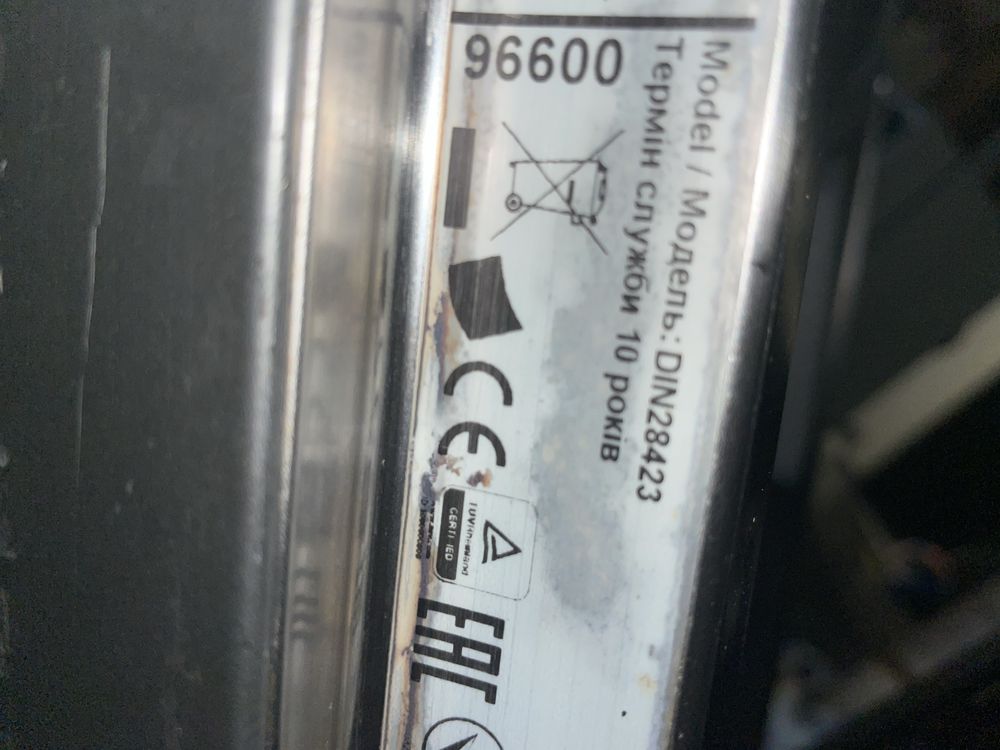 Model / Модель: DIN28423
Термін служби 10 років
96600
CE
TÜVRheinland
CERTIFIED
EAC